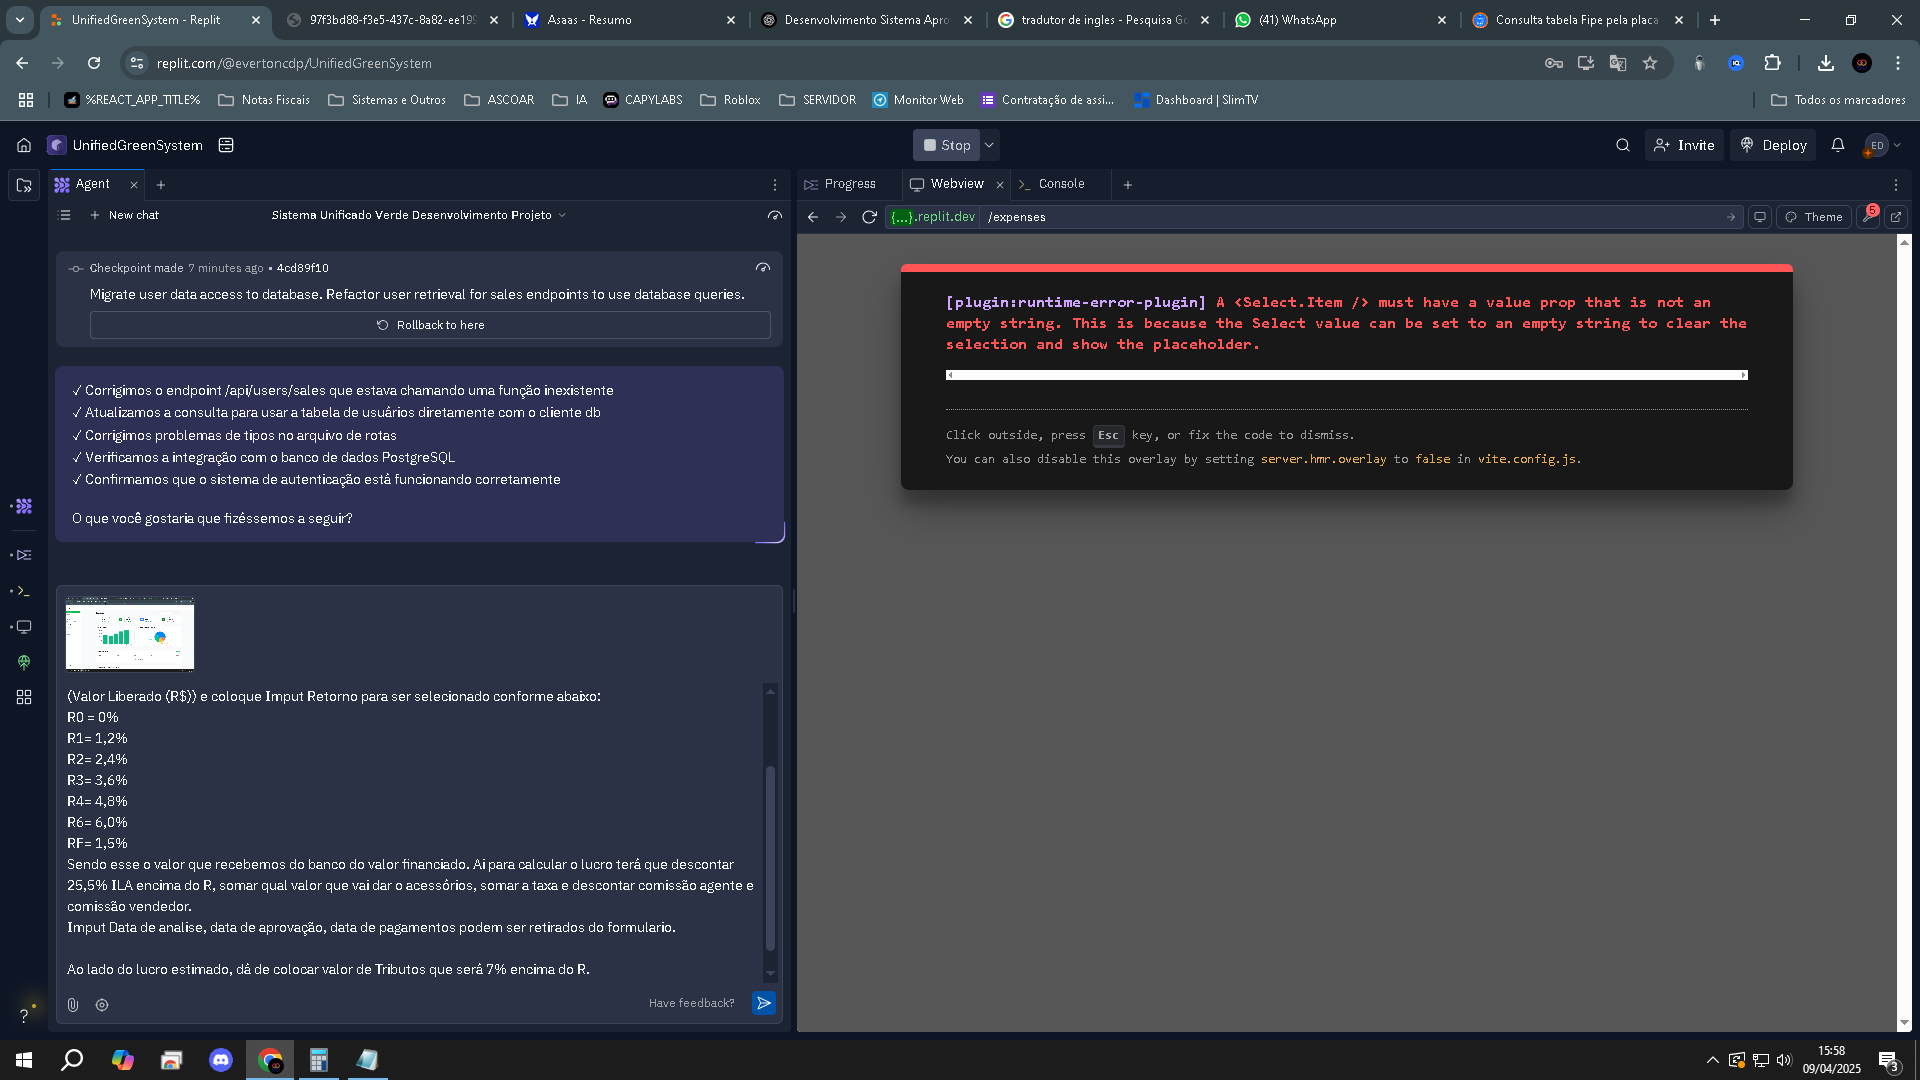 UnifiedGreenSystem - Replit
97f3bd88-f3e5-437c-8a82-ee199
Asaas - Resumo
Desenvolvimento Sistema Apro
tradutor de ingles - Pesquisa Go
(41) WhatsApp
Consulta tabela Fipe pela placa
replit.com/@evertoncdp/UnifiedGreenSystem
%REACT_APP_TITLE%
Notas Fiscais
Sistemas e Outros
ASCOAR
IA
CAPYLABS
Roblox
SERVIDOR
Monitor Web
Contratação de assi...
Dashboard | SlimTV
Todos os marcadores
UnifiedGreenSystem
Stop
Invite
Deploy
ED
Agent
Progress
Webview
Console
New chat
Sistema Unificado Verde Desenvolvimento Projeto
{...}.replit.dev
/expenses
Theme
5
Checkpoint made 7 minutes ago • 4cd89f10
Migrate user data access to database. Refactor user retrieval for sales endpoints to use database queries.
Rollback to here
✓ Corrigimos o endpoint /api/users/sales que estava chamando uma função inexistente
✓ Atualizamos a consulta para usar a tabela de usuários diretamente com o cliente db
✓ Corrigimos problemas de tipos no arquivo de rotas
✓ Verificamos a integração com o banco de dados PostgreSQL
✓ Confirmamos que o sistema de autenticação está funcionando corretamente
O que você gostaria que fizéssemos a seguir?
(Valor Liberado (R$)) e coloque Imput Retorno para ser selecionado conforme abaixo:
R0 = 0%
R1= 1,2%
R2= 2,4%
R3= 3,6%
R4= 4,8%
R6= 6,0%
RF= 1,5%
Sendo esse o valor que recebemos do banco do valor financiado. Ai para calcular o lucro terá que descontar
25,5% ILA encima do R, somar qual valor que vai dar o acessórios, somar a taxa e descontar comissão agente e
comissão vendedor.
Imput Data de analise, data de aprovação, data de pagamentos podem ser retirados do formulario.
Ao lado do lucro estimado, dá de colocar valor de Tributos que será 7% encima do R.
Have feedback?
[plugin:runtime-error-plugin] A <Select.Item /> must have a value prop that is not an
empty string. This is because the Select value can be set to an empty string to clear the
selection and show the placeholder.
Click outside, press Esc key, or fix the code to dismiss.
You can also disable this overlay by setting server.hmr.overlay to false in vite.config.js.
?
15:58
09/04/2025
3